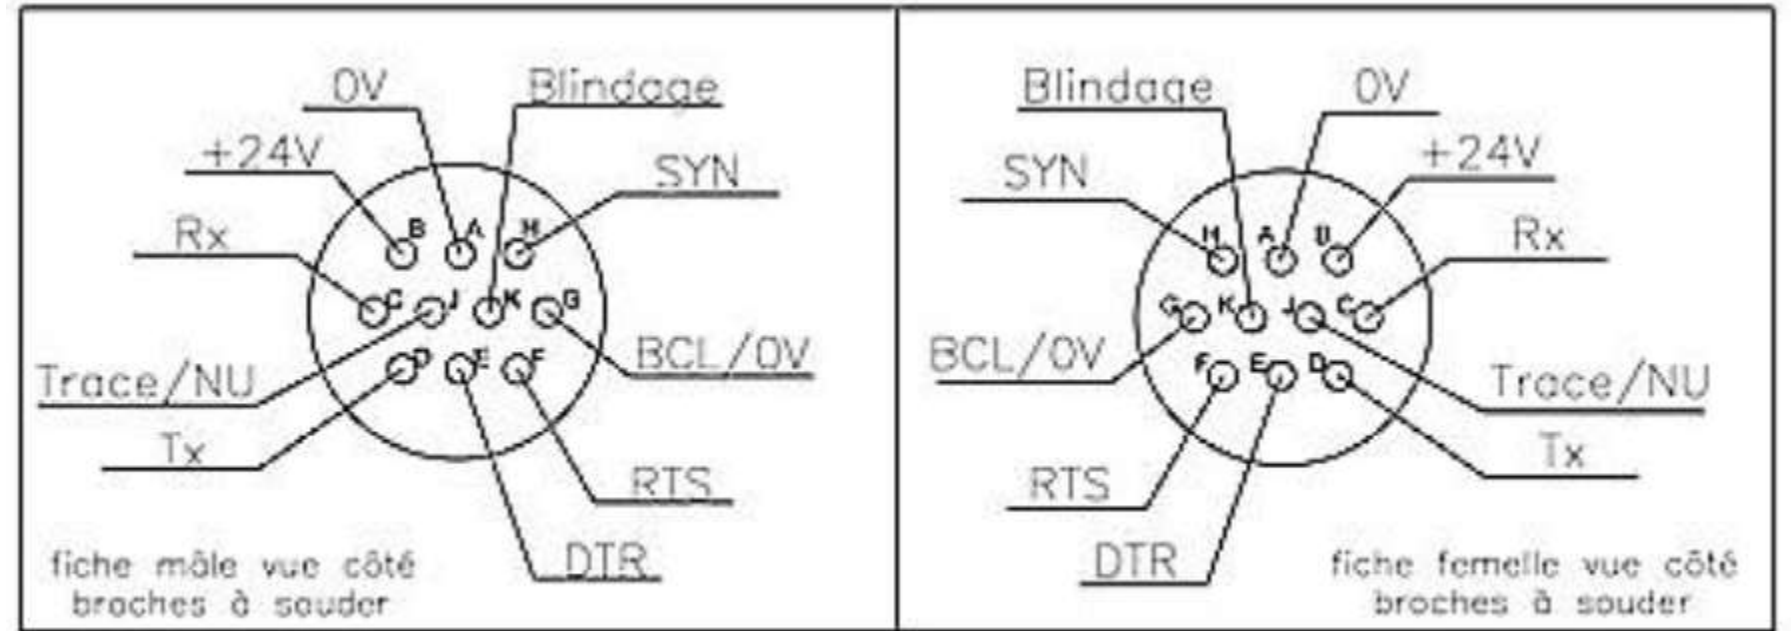 0V
Blindage
+24V
SYN
Rx
B
A
H
C
J
K
G
BCL/0V
D
E
F
Trace/NU
Tx
RTS
DTR
fiche mâle vue côté
broches à souder
Blindage
0V
SYN
+24V
Rx
H
A
B
G
K
J
C
BCL/0V
F
E
D
Trace/NU
Tx
RTS
DTR
fiche femelle vue côté
broches à souder